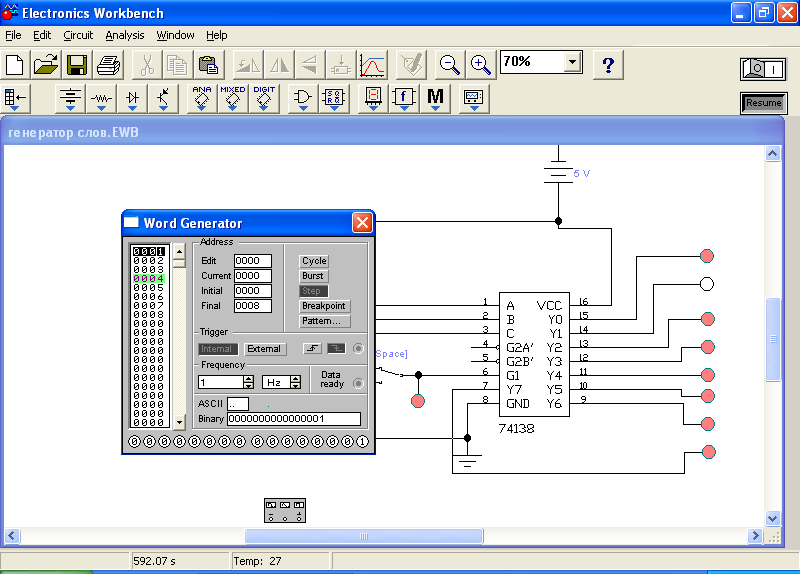 Electronics Workbench
File Edit Circuit Analysis Window Help
70%
?
ANA MIXED DIGIT
f M
Resume
генератор слов.EWB
5 V
Word Generator
0001
0002
0003
0004
0005
0006
0007
0000
0000
0000
0000
0000
0000
0000
0000
0000
0000
0000
0000
0000
Address
Edit 0000
Current 0000
Initial 0000
Final 0008
Cycle
Burst
Step
Breakpoint
Pattern...
Trigger
Internal External
Frequency
1 Hz
Data
ready
ASCII ..
Binary 0000000000000001
0 0 0 0 0 0 0 0 0 0 0 0 0 0 0 1
Space]
1 A VCC 16
2 B Y0 15
3 C Y1 14
4 G2A' Y2 13
5 G2B' Y3 12
6 G1 Y4 11
7 Y7 Y5 10
8 GND Y6 9
74138
592.07 s Temp: 27